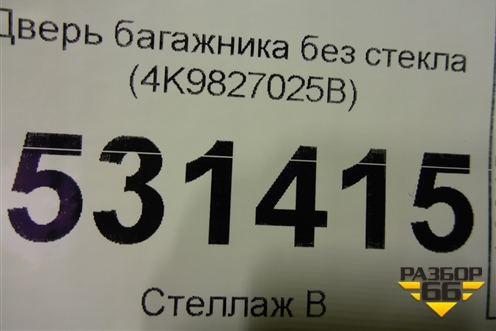 Дверь багажника без стекла
(4K9827025B)
531415
Стеллаж В
РАЗБОР
66